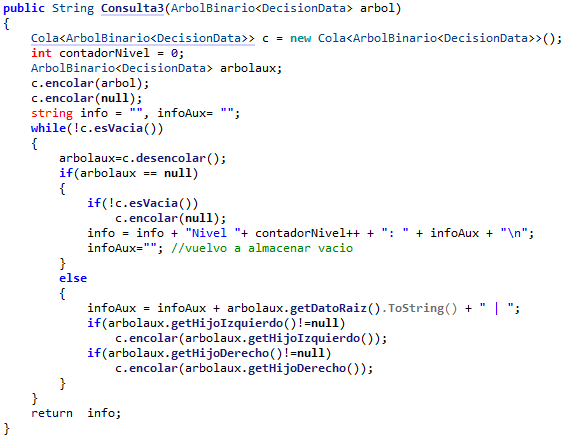 public String Consulta3(ArbolBinario<DecisionData> arbol)
{
    Cola<ArbolBinario<DecisionData>> c = new Cola<ArbolBinario<DecisionData>>();
    int contadorNivel = 0;
    ArbolBinario<DecisionData> arbolaux;
    c.encolar(arbol);
    c.encolar(null);
    string info = "", infoAux= "";
    while(!c.esVacia())
    {
        arbolaux=c.desencolar();
        if(arbolaux == null)
        {
            if(!c.esVacia())
                c.encolar(null);
            info = info + "Nivel "+ contadorNivel++ + ": " + infoAux + "\n";
            infoAux=""; //vuelvo a almacenar vacio
        }
        else
        {
            infoAux = infoAux + arbolaux.getDatoRaiz().ToString() + " | ";
            if(arbolaux.getHijoIzquierdo()!=null)
                c.encolar(arbolaux.getHijoIzquierdo());
            if(arbolaux.getHijoDerecho()!=null)
                c.encolar(arbolaux.getHijoDerecho());
        }
    }
    return  info;
}